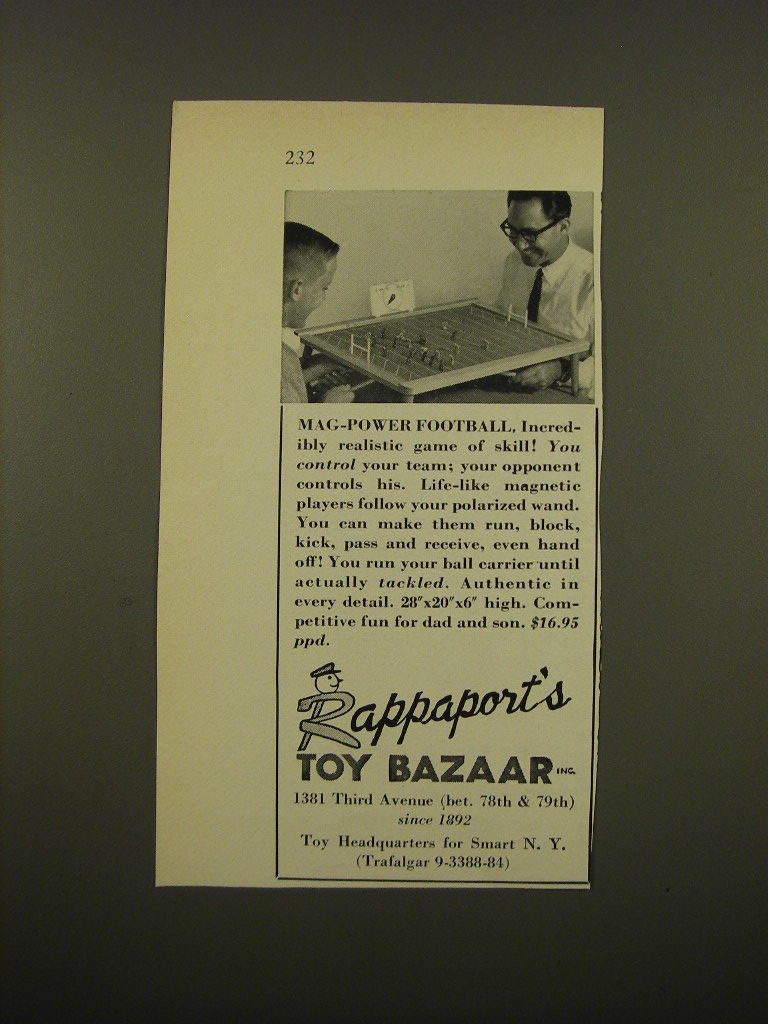 232
MAG-POWER FOOTBALL, Incred-
ibly realistic game of skill! You
control your team; your opponent
controls his. Life-like magnetic
players follow your polarized wand.
You can make them run, block,
kick, pass and receive, even hand
off! You run your ball carrier until
actually tackled. Authentic in
every detail. 28"x20"x6" high. Com-
petitive fun for dad and son. $16.95
ppd.
Rappaport's
TOY BAZAAR INC.
1381 Third Avenue (bet. 78th & 79th)
since 1892
Toy Headquarters for Smart N. Y.
(Trafalgar 9-3388-84)